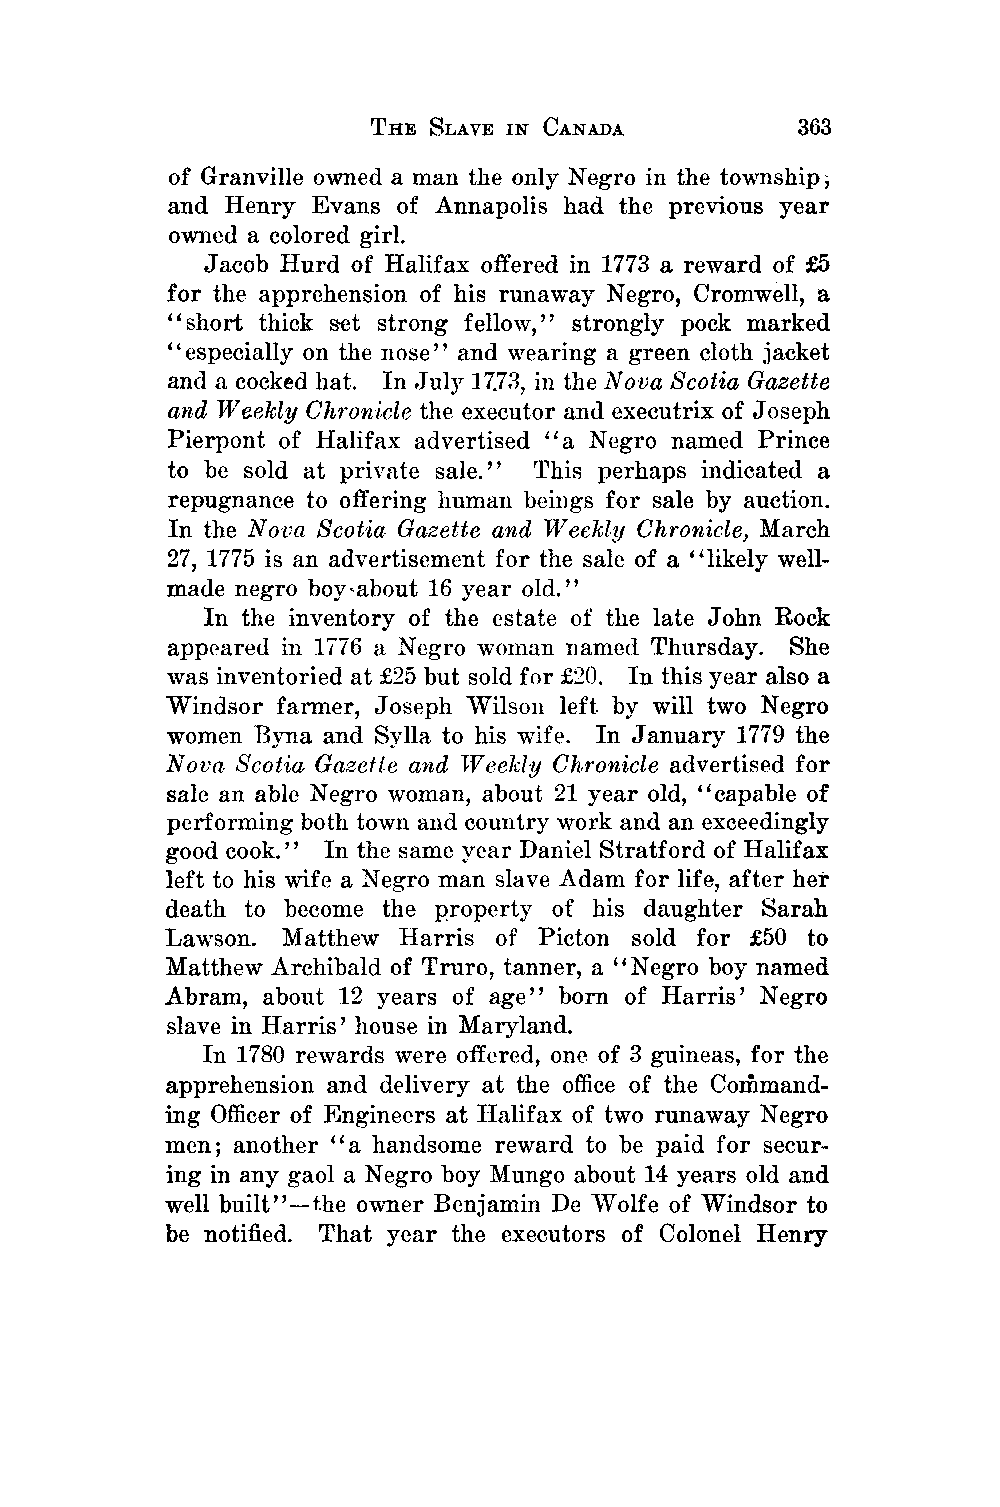 THE SLAVE IN CANADA 363
of Granville owned a man the only Negro in the township;
and Henry Evans of Annapolis had the previous year
owned a colored girl.
Jacob Hurd of Halifax offered in 1773 a reward of £5
for the apprehension of his runaway Negro, Cromwell, a
“short thick set strong fellow,” strongly pock marked
“especially on the nose” and wearing a green cloth jacket
and a cocked hat. In July 1773, in the Nova Scotia Gazette
and Weekly Chronicle the executor and executrix of Joseph
Pierpont of Halifax advertised “a Negro named Prince
to be sold at private sale.” This perhaps indicated a
repugnance to offering human beings for sale by auction.
In the Nova Scotia Gazette and Weekly Chronicle, March
27, 1775 is an advertisement for the sale of a “likely well-
made negro boy about 16 year old.”
In the inventory of the estate of the late John Rock
appeared in 1776 a Negro woman named Thursday. She
was inventoried at £25 but sold for £20. In this year also a
Windsor farmer, Joseph Wilson left by will two Negro
women Byna and Sylla to his wife. In January 1779 the
Nova Scotia Gazette and Weekly Chronicle advertised for
sale an able Negro woman, about 21 year old, “capable of
performing both town and country work and an exceedingly
good cook.” In the same year Daniel Stratford of Halifax
left to his wife a Negro man slave Adam for life, after her
death to become the property of his daughter Sarah
Lawson. Matthew Harris of Picton sold for £50 to
Matthew Archibald of Truro, tanner, a “Negro boy named
Abram, about 12 years of age” born of Harris’ Negro
slave in Harris’ house in Maryland.
In 1780 rewards were offered, one of 3 guineas, for the
apprehension and delivery at the office of the Command-
ing Officer of Engineers at Halifax of two runaway Negro
men; another “a handsome reward to be paid for secur-
ing in any gaol a Negro boy Mungo about 14 years old and
well built”—the owner Benjamin De Wolfe of Windsor to
be notified. That year the executors of Colonel Henry